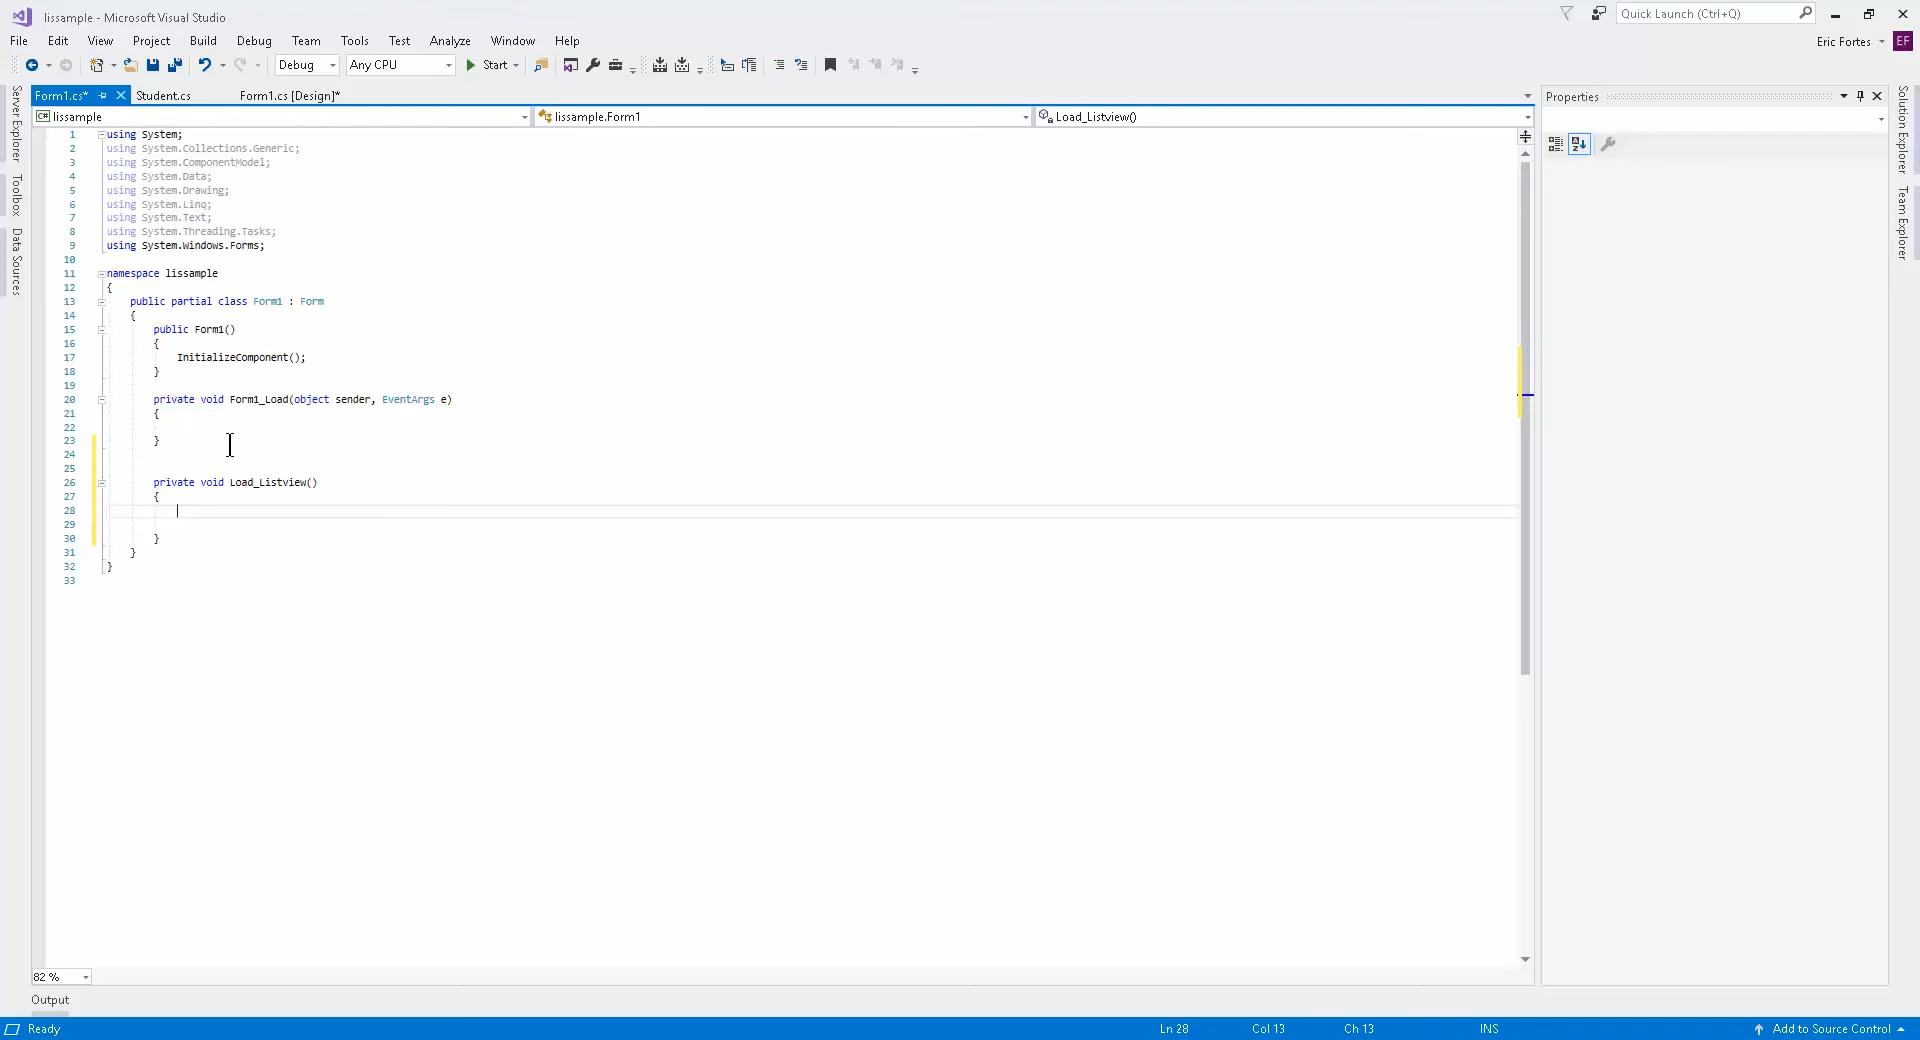 lissample - Microsoft Visual Studio
Quick Launch (Ctrl+Q)
File Edit View Project Build Debug Team Tools Test Analyze Window Help
Eric Fortes EF
Debug Any CPU Start
Form1.cs* Student.cs Form1.cs [Design]*
C# lissample lissample.Form1 Load_Listview()
Properties
Server Explorer
Toolbox
Data Sources
Solution Explorer
Team Explorer
1 using System;
2 using System.Collections.Generic;
3 using System.ComponentModel;
4 using System.Data;
5 using System.Drawing;
6 using System.Linq;
7 using System.Text;
8 using System.Threading.Tasks;
9 using System.Windows.Forms;
10
11 namespace lissample
12 {
13 public partial class Form1 : Form
14 {
15 public Form1()
16 {
17 InitializeComponent();
18 }
19
20 private void Form1_Load(object sender, EventArgs e)
21 {
22
23 }
24
25
26 private void Load_Listview()
27 {
28
29
30 }
31 }
32 }
33
82 %
Output
Ready Ln 28 Col 13 Ch 13 INS Add to Source Control